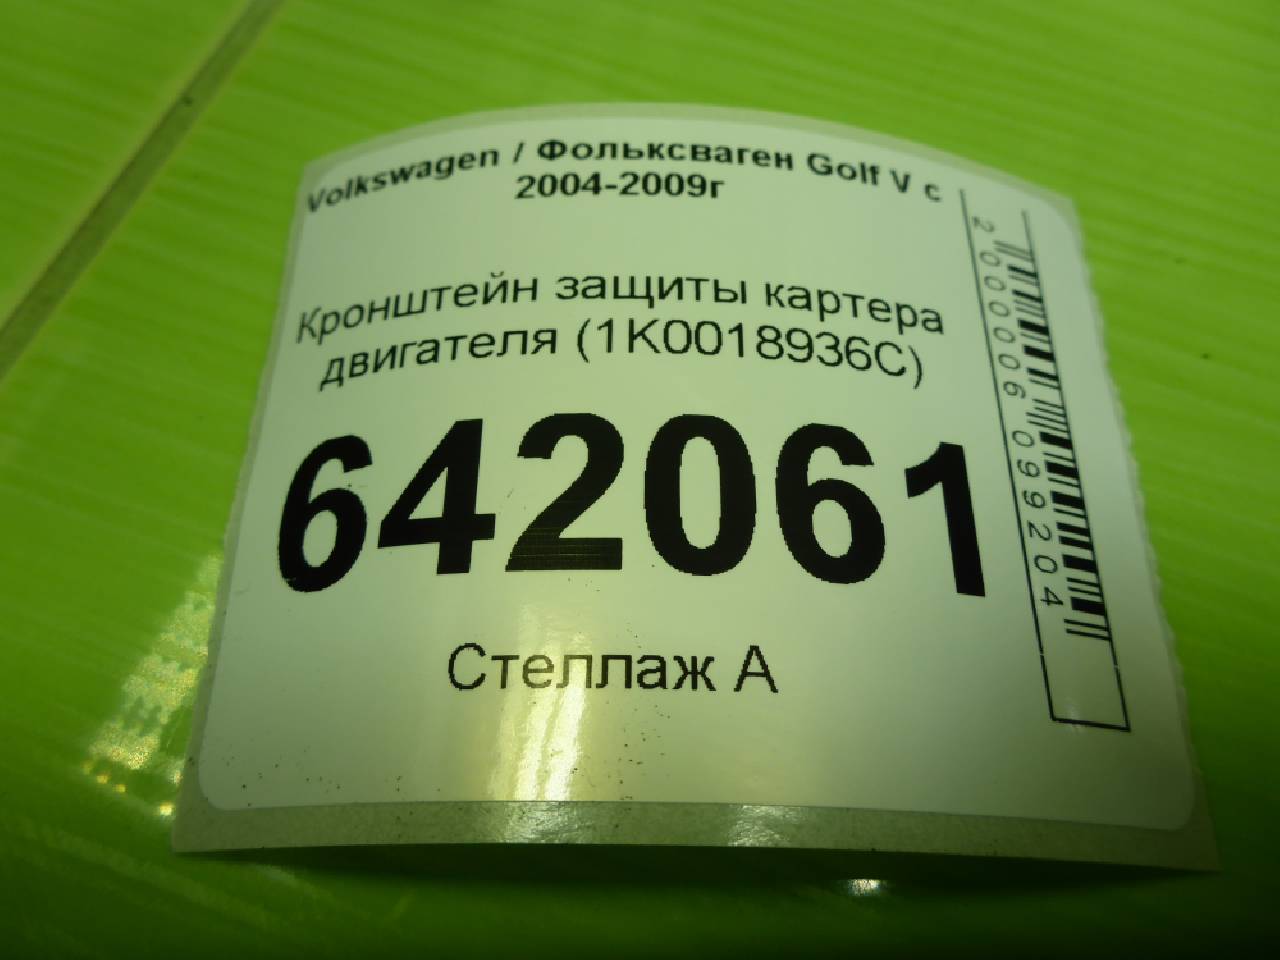 Volkswagen / Фольксваген Golf V с
2004-2009г
Кронштейн защиты картера
двигателя (1K0018936C)
642061
Стеллаж А
2000006099204